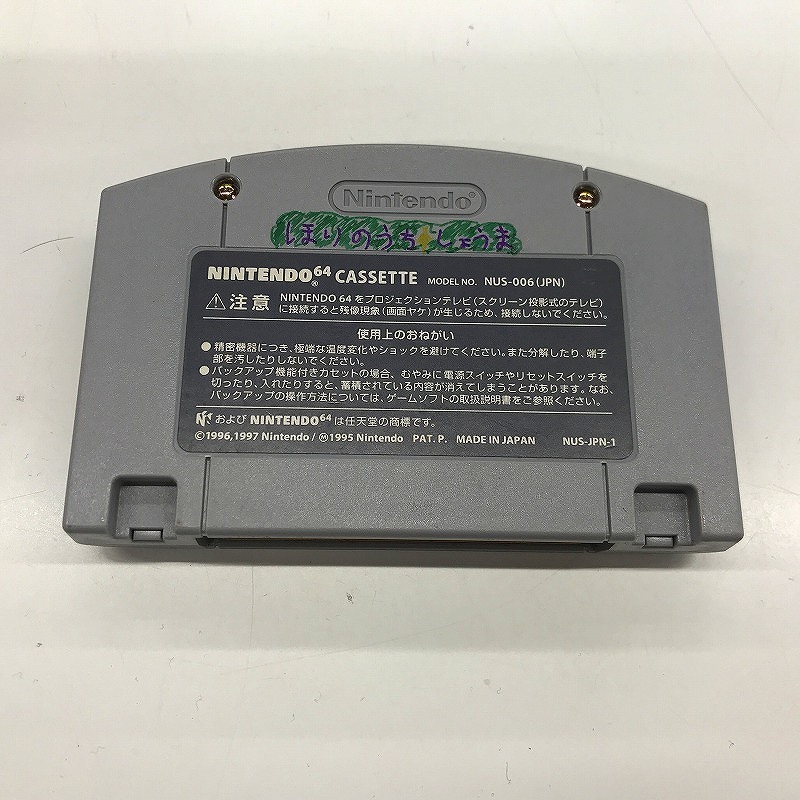 Nintendo®
ほりのうち しょうま
NINTENDO64® CASSETTE MODEL NO. NUS-006(JPN)
⚠注意 NINTENDO 64 をプロジェクションテレビ(スクリーン投影式のテレビ)
に接続すると残像現象(画面ヤケ)が生じるため、接続しないでください。
使用上のおねがい
●精密機器につき、極端な温度変化やショックを避けてください。また分解したり、端子
部を汚したりしないでください。
●バックアップ機能付きカセットの場合、むやみに電源スイッチやリセットスイッチを
切ったり、入れたりすると、蓄積されている内容が消えてしまうことがあります。なお、
バックアップの操作方法については、ゲームソフトの取扱説明書をご参照ください。
および NINTENDO64 は任天堂の商標です。
©1996,1997 Nintendo/Ⓜ1995 Nintendo PAT. P. MADE IN JAPAN NUS-JPN-1